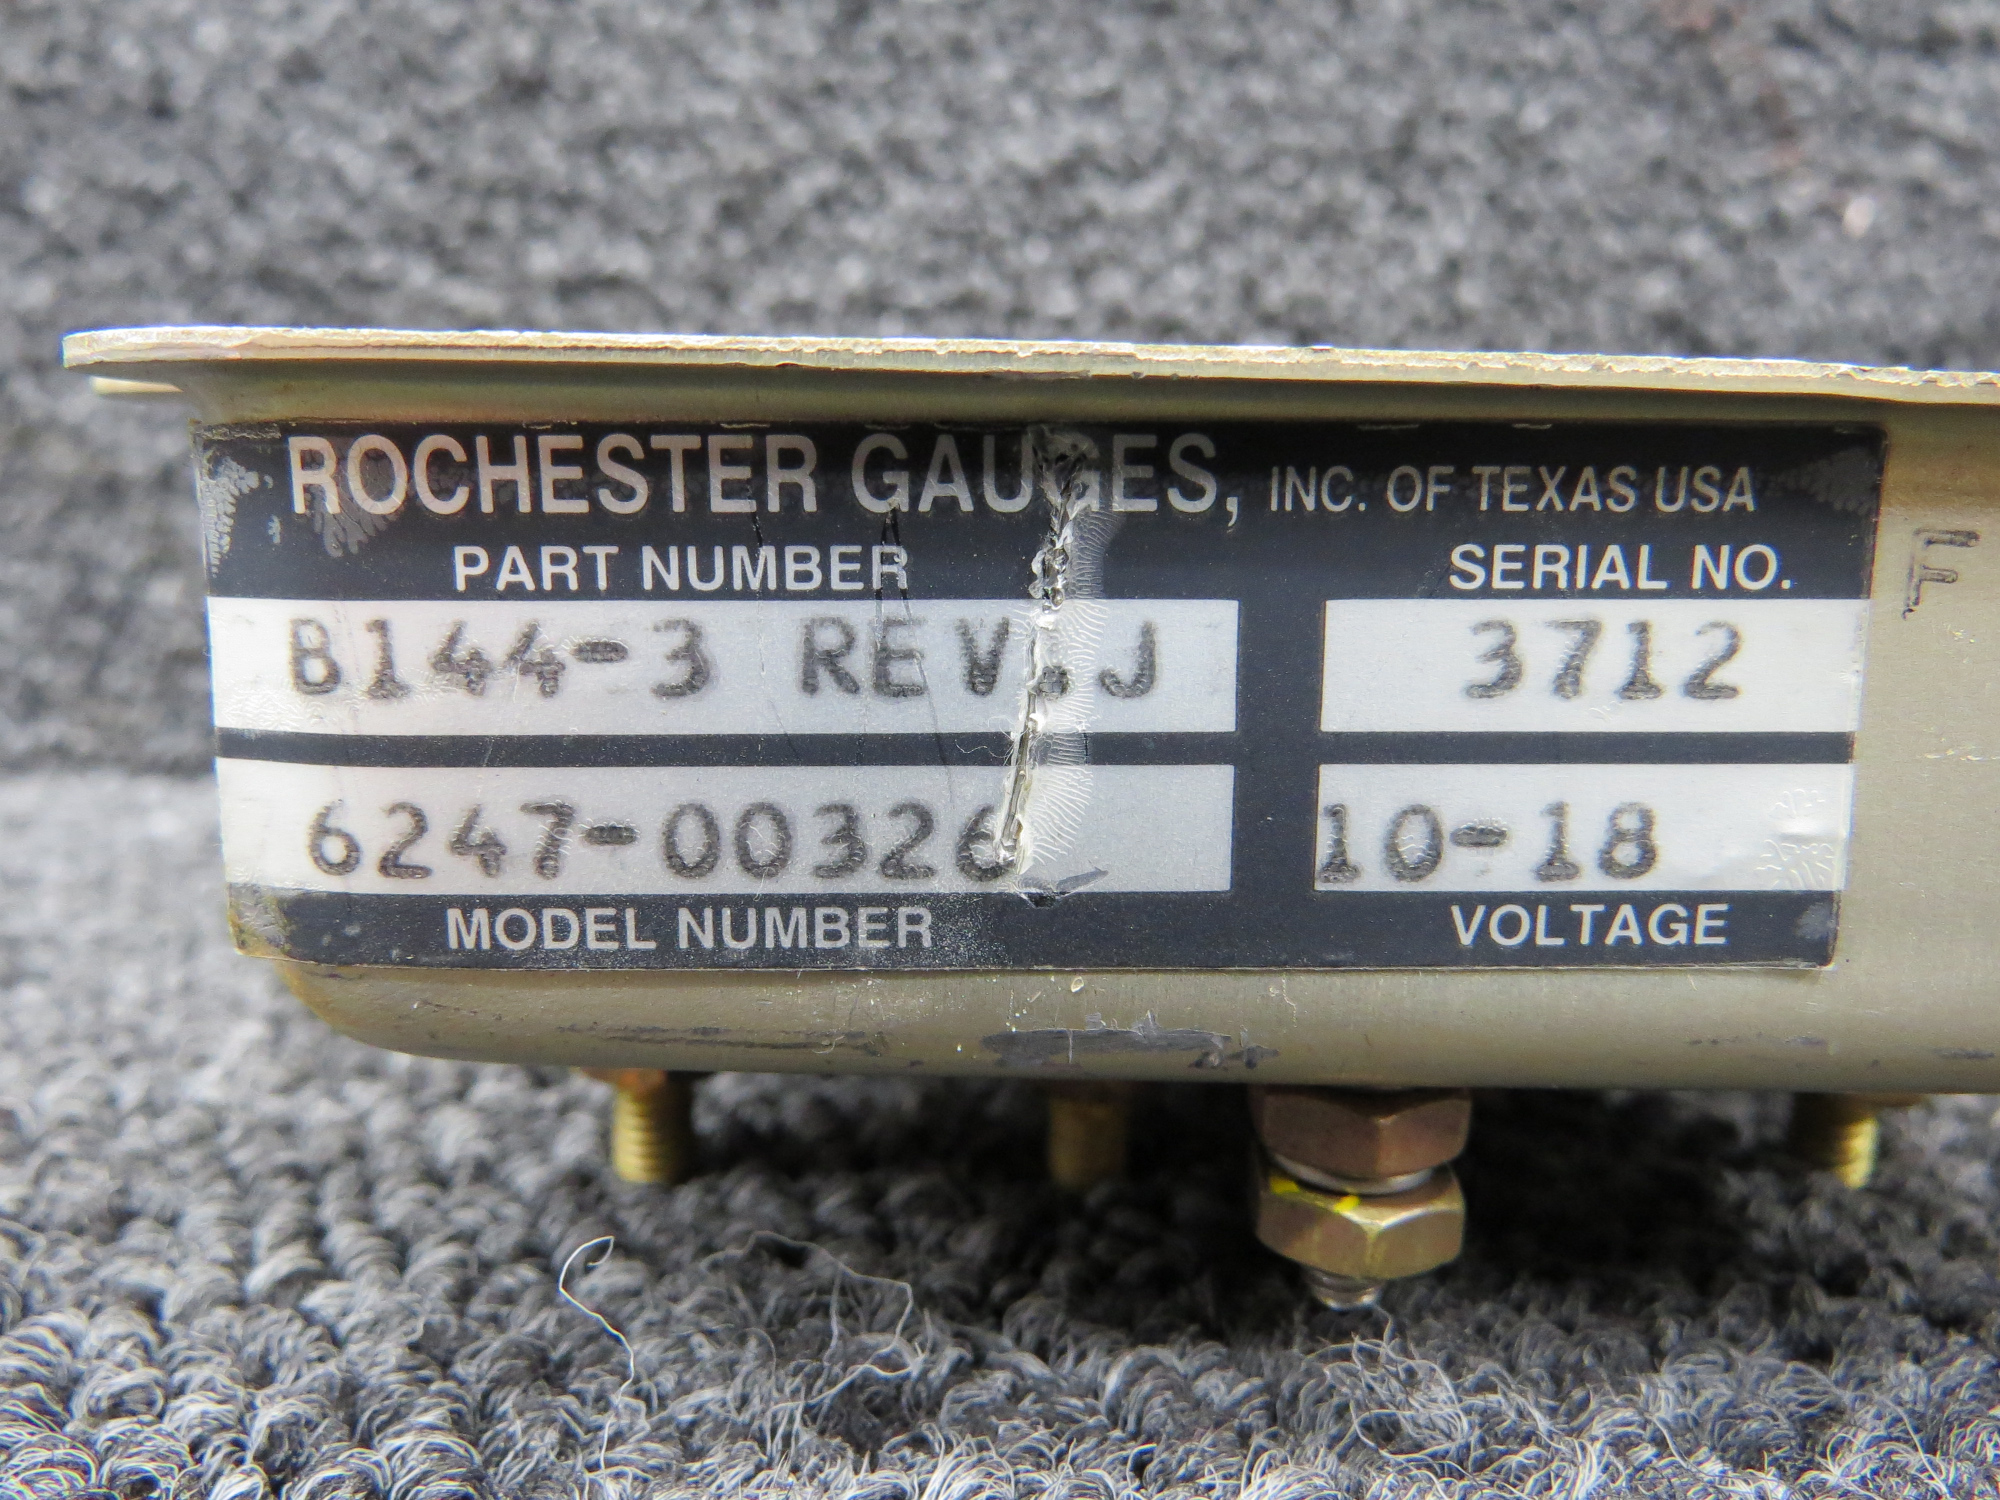 ROCHESTER GAUGES, INC. OF TEXAS USA
PART NUMBER SERIAL NO.
B144-3 REV.J 3712
6247-00326 10-18
MODEL NUMBER VOLTAGE
F